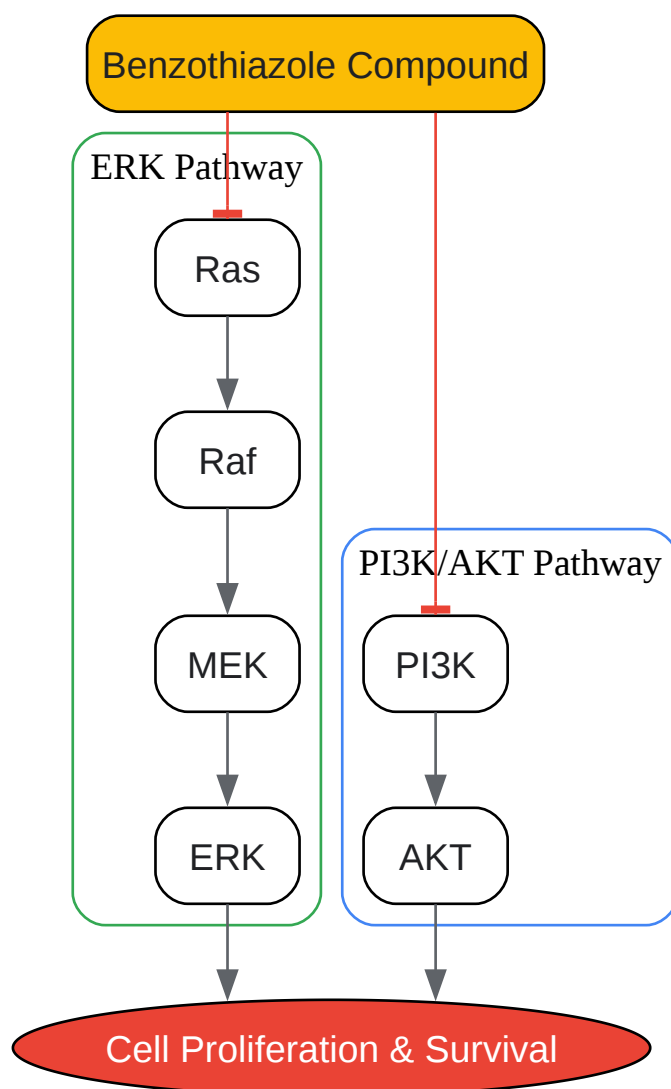 Benzothiazole Compound
ERK Pathway
Ras
Raf
PI3K/AKT Pathway
MEK
PI3K
ERK
AKT
Cell Proliferation & Survival